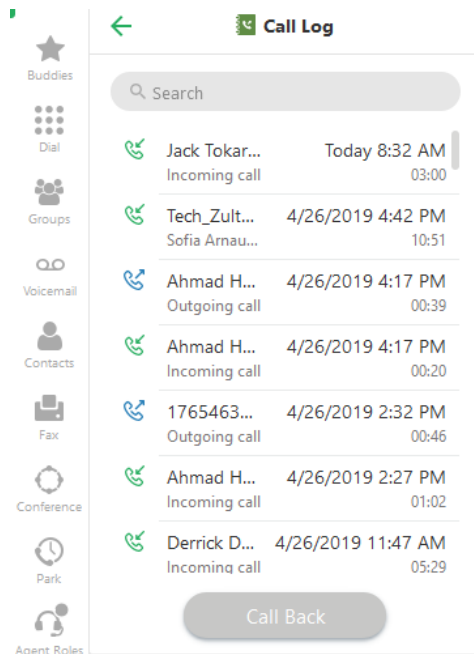 Call Log
Search
Buddies
Dial
Groups
Voicemail
Contacts
Fax
Conference
Park
Agent Roles
Jack Tokar... Today 8:32 AM
Incoming call 03:00
Tech_Zult... 4/26/2019 4:42 PM
Sofia Arnau... 10:51
Ahmad H... 4/26/2019 4:17 PM
Outgoing call 00:39
Ahmad H... 4/26/2019 4:17 PM
Incoming call 00:20
1765463... 4/26/2019 2:32 PM
Outgoing call 00:46
Ahmad H... 4/26/2019 2:27 PM
Incoming call 01:02
Derrick D... 4/26/2019 11:47 AM
Incoming call 05:29
Call Back